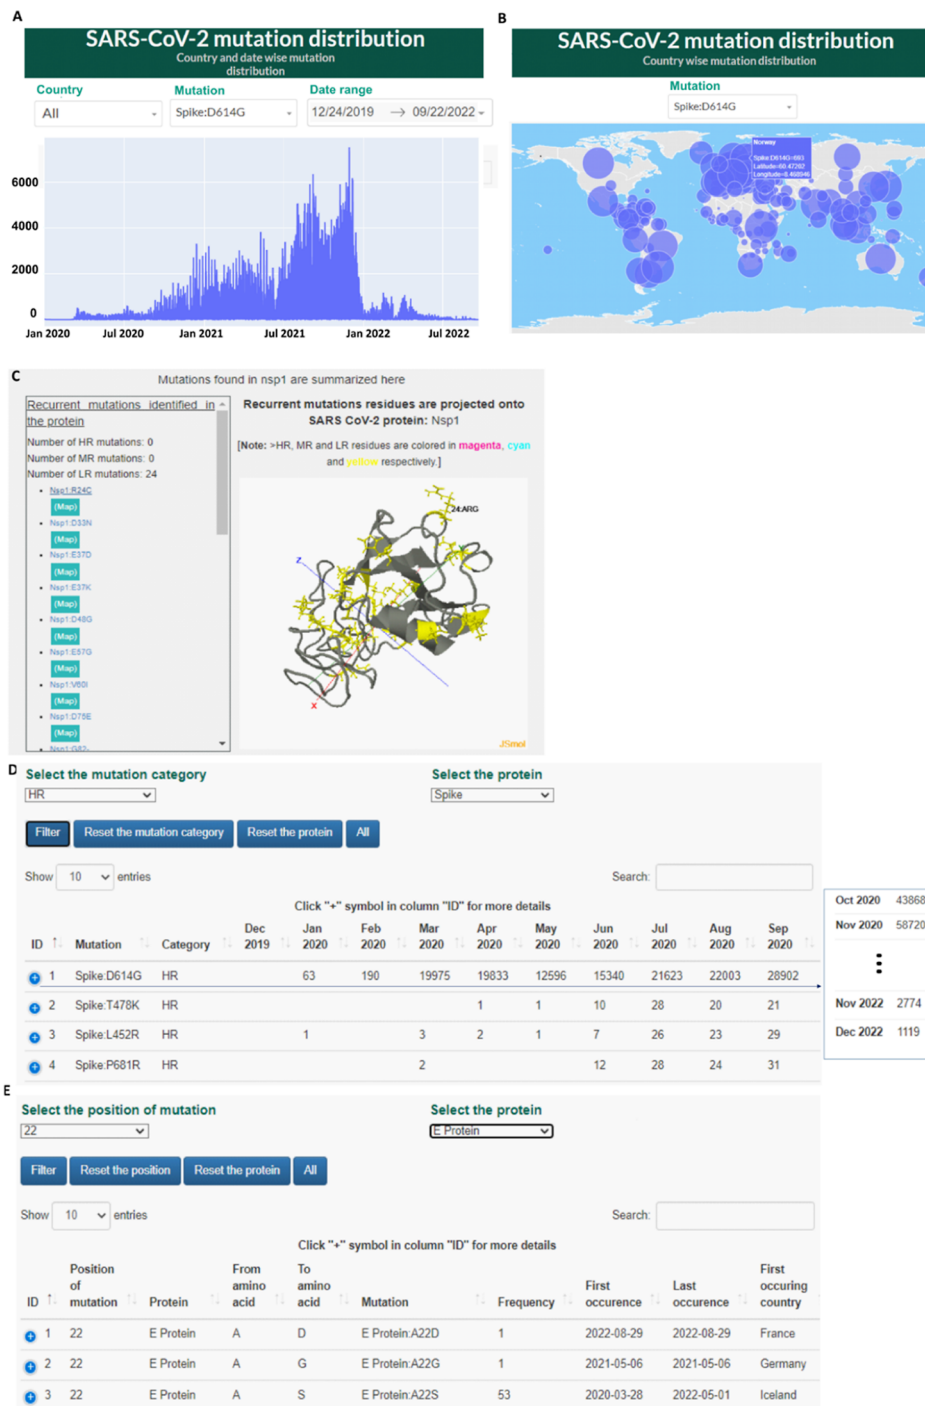 A
SARS-CoV-2 mutation distribution
Country and date wise mutation
distribution
Country Mutation Date range
All Spike:D614G 12/24/2019 → 09/22/2022
6000
4000
2000
0
Jan 2020 Jul 2020 Jan 2021 Jul 2021 Jan 2022 Jul 2022
B
SARS-CoV-2 mutation distribution
Country wise mutation distribution
Mutation
Spike:D614G
Norway
Latitude=60.47202
C
Mutations found in nsp1 are summarized here
Recurrent mutations identified in
the protein
Number of HR mutations: 0
Number of MR mutations: 0
Number of LR mutations: 24
Nsp1:R24C
(Map)
Nsp1:D33N
(Map)
Nsp1:E37D
(Map)
Nsp1:E37K
(Map)
Nsp1:D48G
(Map)
Nsp1:E57G
(Map)
Nsp1:V60I
(Map)
Nsp1:D75E
(Map)
Nsp1:G82-
Recurrent mutations residues are projected onto
SARS CoV-2 protein: Nsp1
[Note: >HR, MR and LR residues are colored in magenta, cyan
and yellow respectively.]
24:ARG
Z
X
JSmol
D
Select the mutation category Select the protein
HR Spike
Filter Reset the mutation category Reset the protein All
Show 10 entries Search:
Click "+" symbol in column "ID" for more details
ID Mutation Category Dec 2019 Jan 2020 Feb 2020 Mar 2020 Apr 2020 May 2020 Jun 2020 Jul 2020 Aug 2020 Sep 2020
1 Spike:D614G HR 63 190 19975 19833 12596 15340 21623 22003 28902
2 Spike:T478K HR 1 1 10 28 20 21
3 Spike:L452R HR 1 3 2 1 7 26 23 29
4 Spike:P681R HR 2 12 28 24 31
Oct 2020 43868
Nov 2020 58720
Nov 2022 2774
Dec 2022 1119
E
Select the position of mutation Select the protein
22 E Protein
Filter Reset the position Reset the protein All
Show 10 entries Search:
Click "+" symbol in column "ID" for more details
ID Position of mutation Protein From amino acid To amino acid Mutation Frequency First occurence Last occurence First occuring country
1 22 E Protein A D E Protein:A22D 1 2022-08-29 2022-08-29 France
2 22 E Protein A G E Protein:A22G 1 2021-05-06 2021-05-06 Germany
3 22 E Protein A S E Protein:A22S 53 2020-03-28 2022-05-01 Iceland